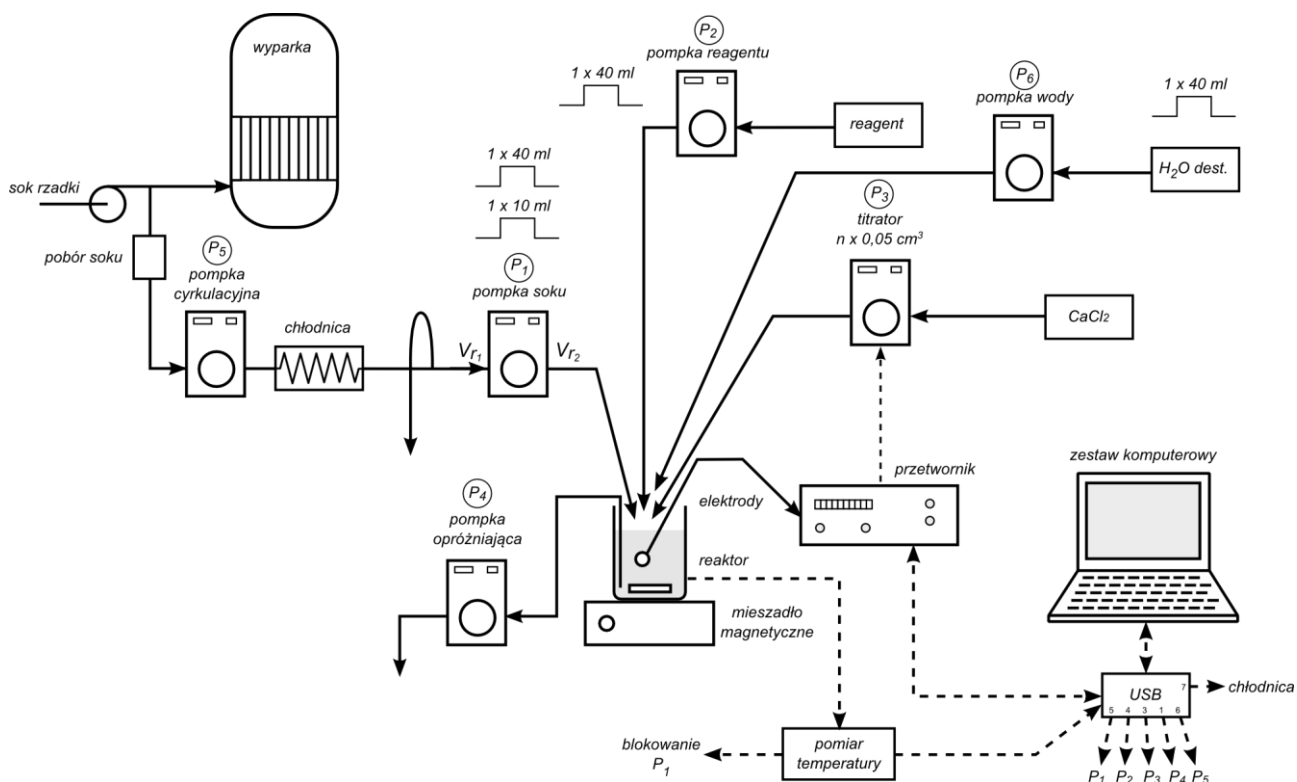 wyparka
sok rzadki
pobór soku
P5
pompka
cyrkulacyjna
chłodnica
1 x 40 ml
1 x 10 ml
P1
pompka soku
Vr1
Vr2
1 x 40 ml
P2
pompka reagentu
reagent
P6
pompka wody
1 x 40 ml
H2O dest.
P3
titrator
n x 0,05 cm³
CaCl2
P4
pompka
opróżniająca
elektrody
reaktor
mieszadło
magnetyczne
przetwornik
zestaw komputerowy
USB
7
5 4 3 1 6
chłodnica
P1 P2 P3 P4 P5
pomiar
temperatury
blokowanie
P1